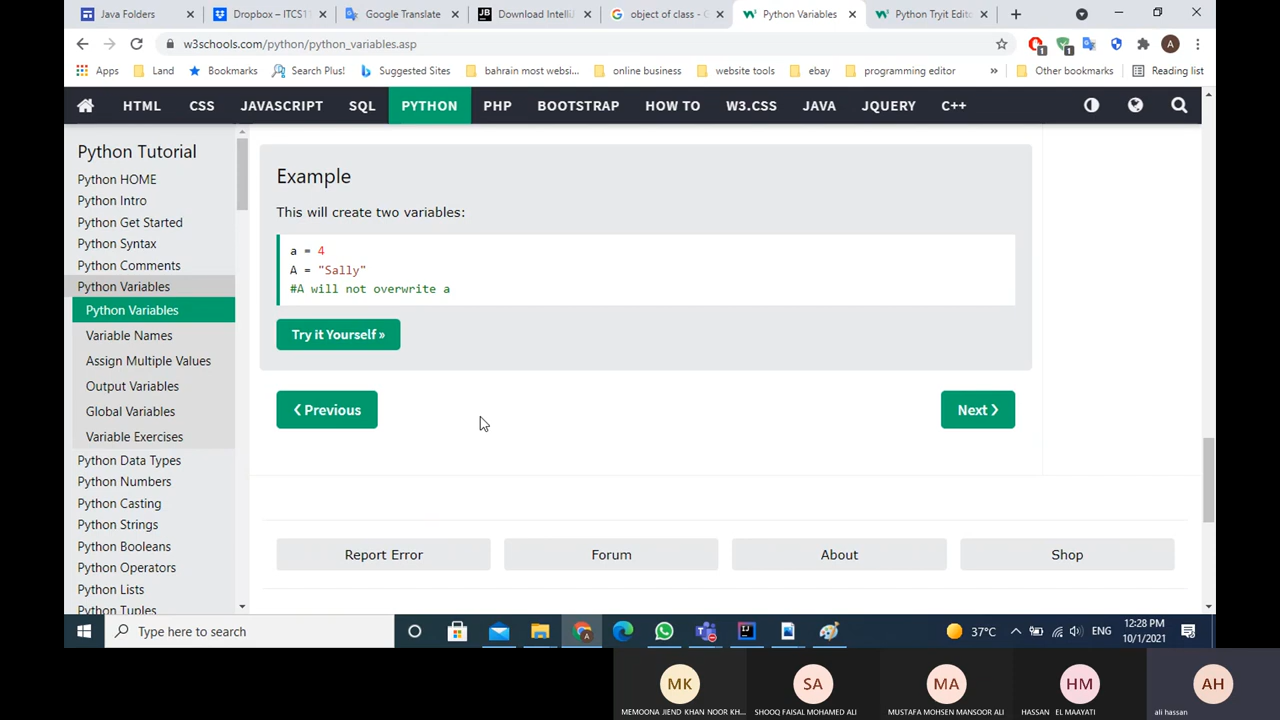 Java Folders
Dropbox – ITCS11
Google Translate
Download IntelliJ
object of class - G
Python Variables
Python Tryit Edito
w3schools.com/python/python_variables.asp
Apps
Land
Bookmarks
Search Plus!
Suggested Sites
bahrain most websi...
online business
website tools
ebay
programming editor
»
Other bookmarks
Reading list
HTML
CSS
JAVASCRIPT
SQL
PYTHON
PHP
BOOTSTRAP
HOW TO
W3.CSS
JAVA
JQUERY
C++
Python Tutorial
Python HOME
Python Intro
Python Get Started
Python Syntax
Python Comments
Python Variables
Python Variables
Variable Names
Assign Multiple Values
Output Variables
Global Variables
Variable Exercises
Python Data Types
Python Numbers
Python Casting
Python Strings
Python Booleans
Python Operators
Python Lists
Python Tuples
Example
This will create two variables:
a = 4
A = "Sally"
#A will not overwrite a
Try it Yourself »
❮ Previous
Next ❯
Report Error
Forum
About
Shop
Type here to search
37°C
ENG
12:28 PM
10/1/2021
MK
MEMOONA JIEND KHAN NOOR KH...
SA
SHOOQ FAISAL MOHAMED ALI
MA
MUSTAFA MOHSEN MANSOOR ALI
HM
HASSAN EL MAAYATI
AH
ali hassan